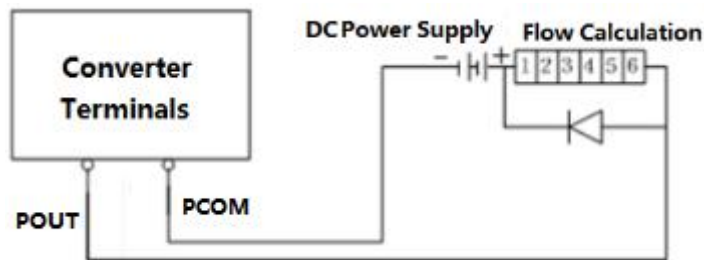 DC Power Supply
Flow Calculation
Converter
Terminals
− +
1 2 3 4 5 6
POUT
PCOM